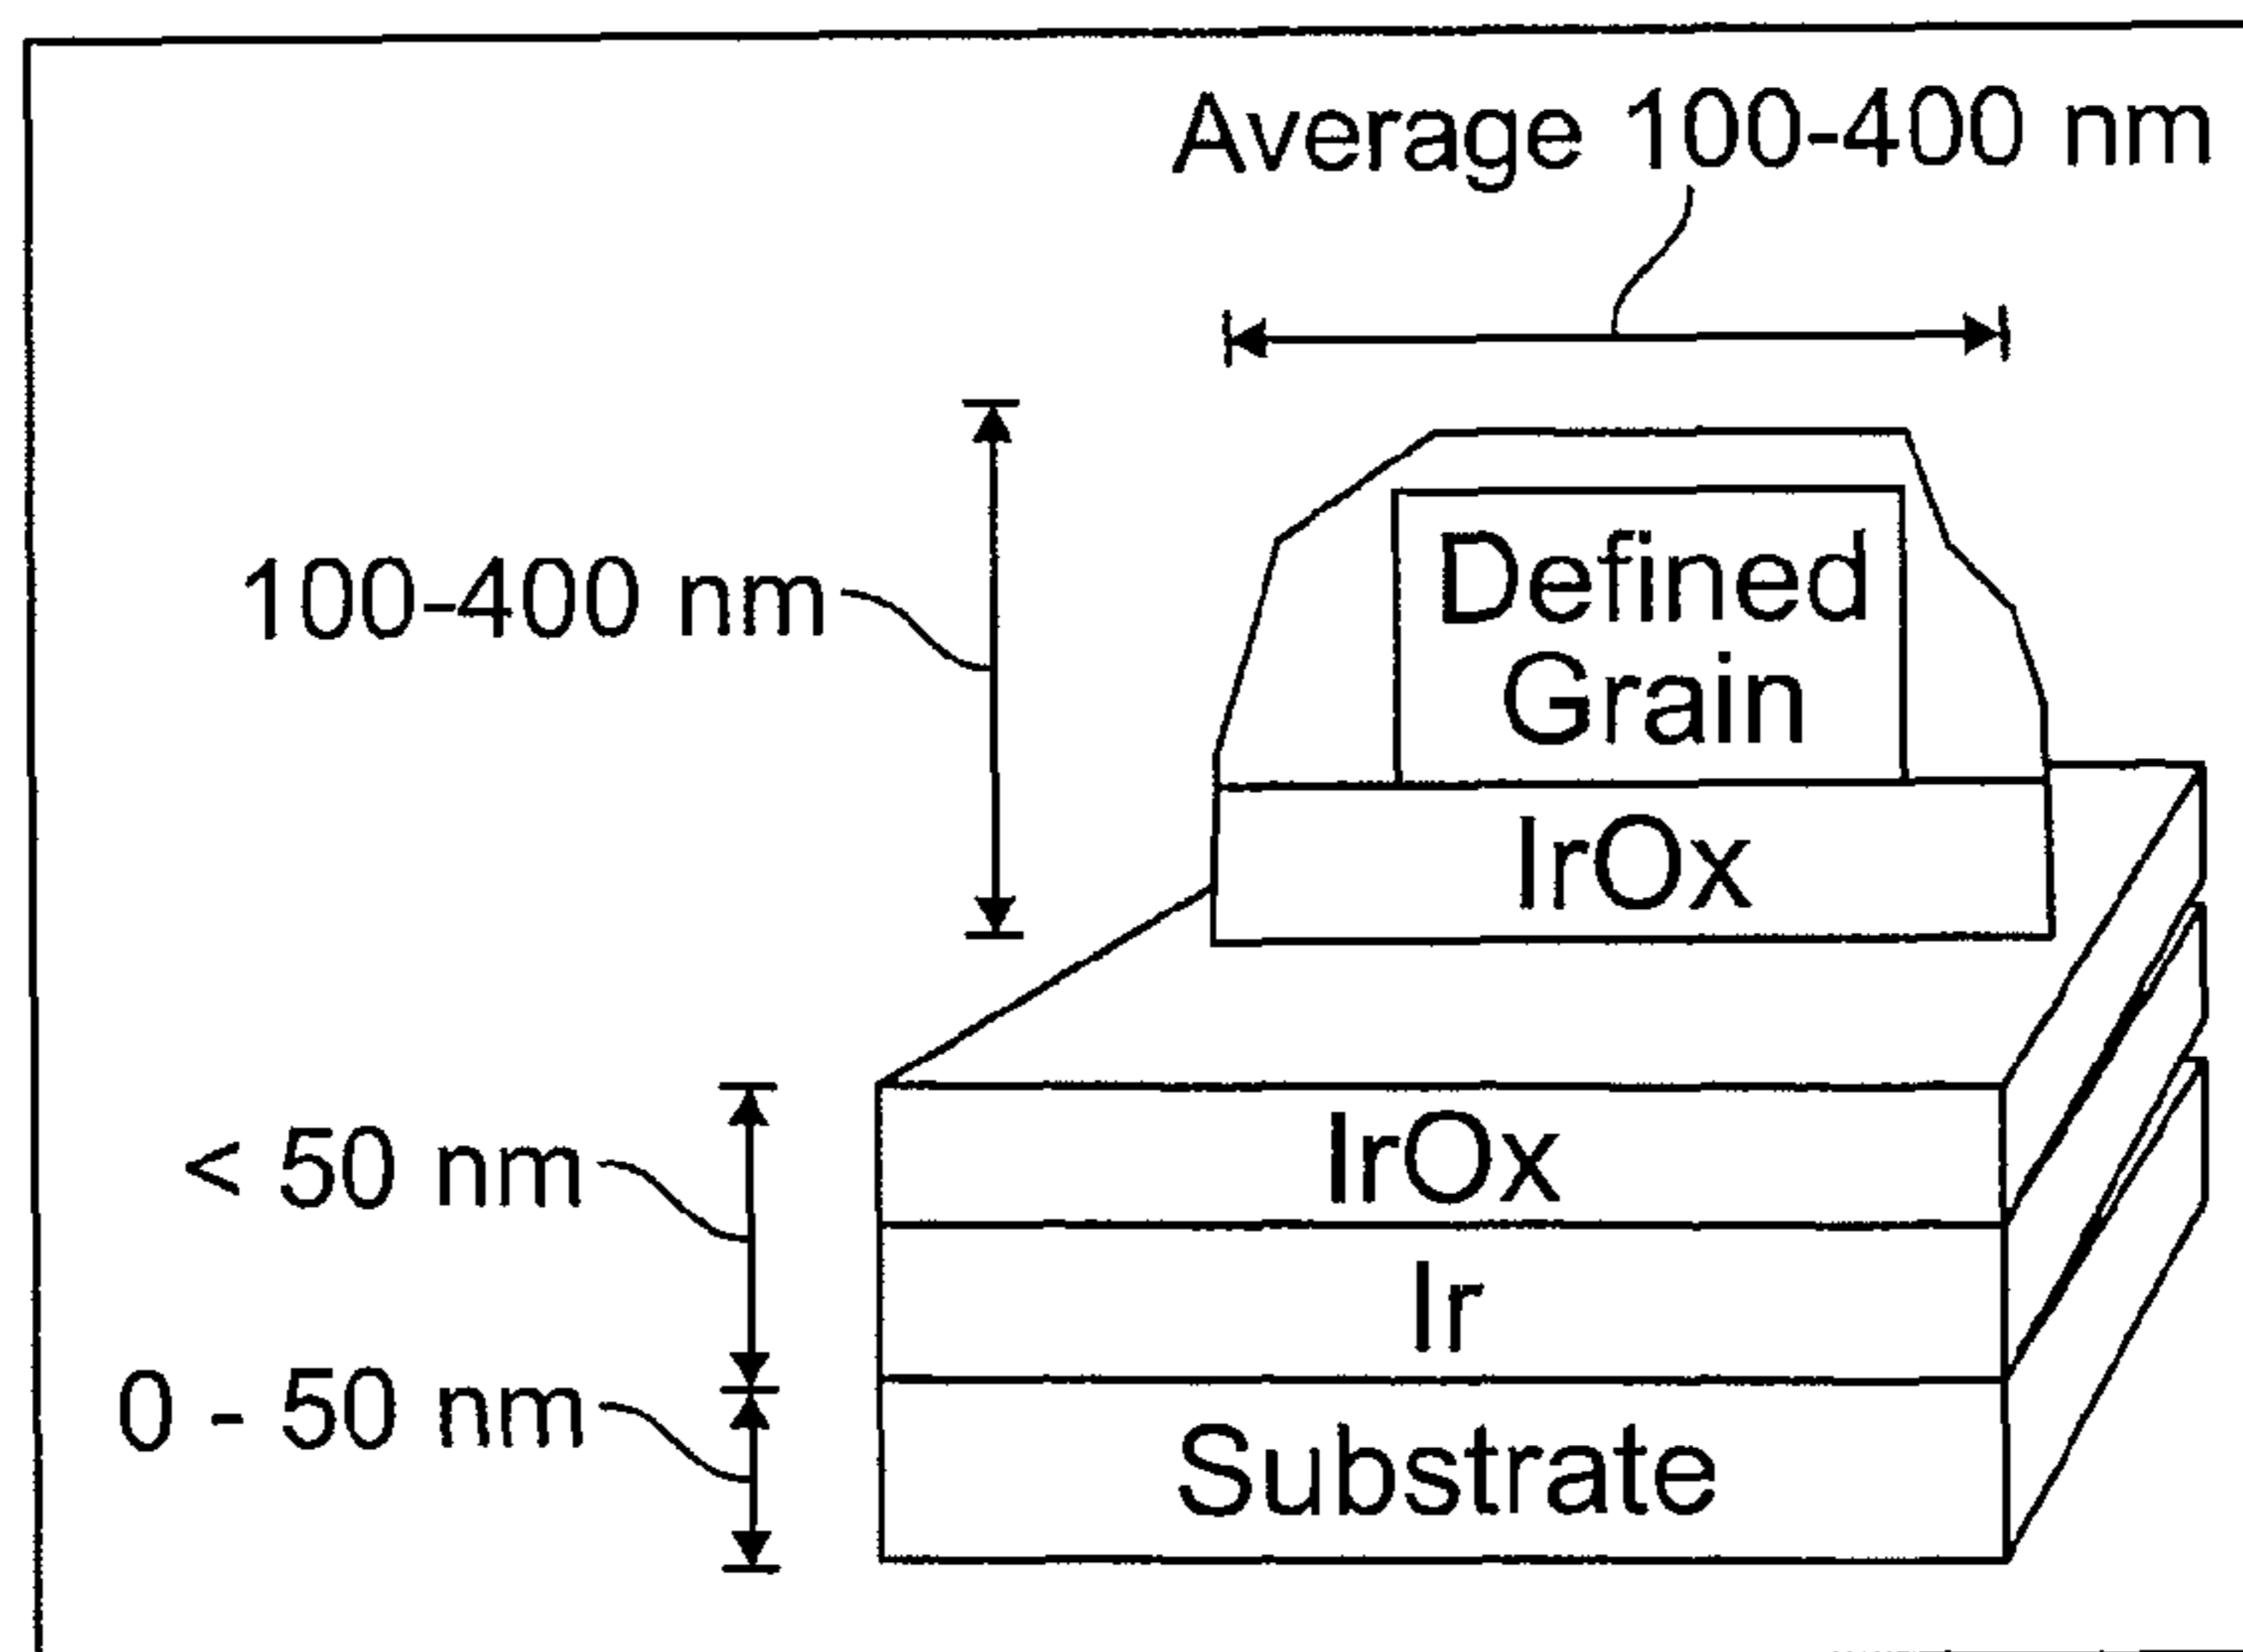 Average 100-400 nm
100-400 nm
Defined
Grain
IrOx
< 50 nm
IrOx
Ir
0 - 50 nm
Substrate